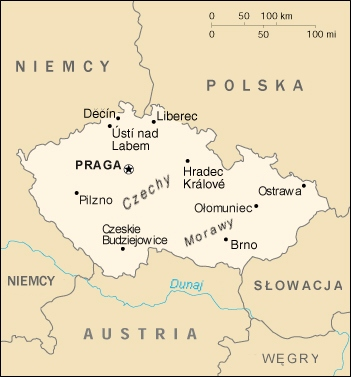 0 50 100 km
0 50 100 mi
NIEMCY
POLSKA
Decín
Liberec
Ústí nad
Labem
PRAGA
Hradec
Králové
Czechy
Pilzno
Ostrawa
Ołomuniec
Morawy
Czeskie
Budziejowice
Brno
NIEMCY
Dunaj
SŁOWACJA
AUSTRIA
WĘGRY